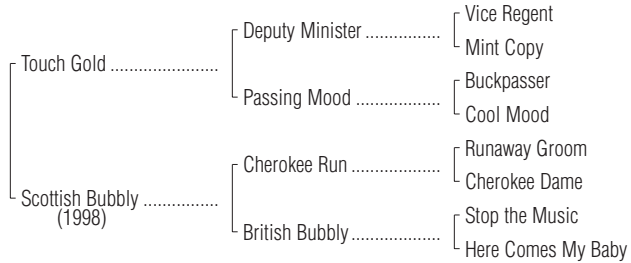 Vice Regent
Deputy Minister ................
Mint Copy
Touch Gold .......................
Buckpasser
Passing Mood ..................
Cool Mood
Runaway Groom
Cherokee Run ...................
Cherokee Dame
Scottish Bubbly ................
(1998)
Stop the Music
British Bubbly ...................
Here Comes My Baby